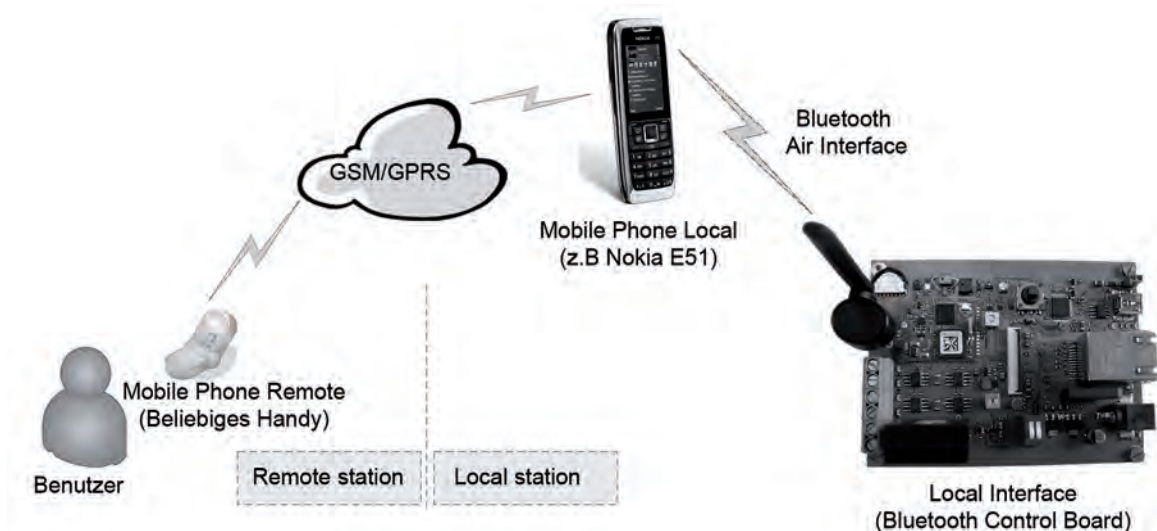 NOKIA
Bluetooth
Air Interface
GSM/GPRS
Mobile Phone Local
(z.B Nokia E51)
Mobile Phone Remote
(Beliebiges Handy)
Benutzer
Remote station
Local station
Local Interface
(Bluetooth Control Board)